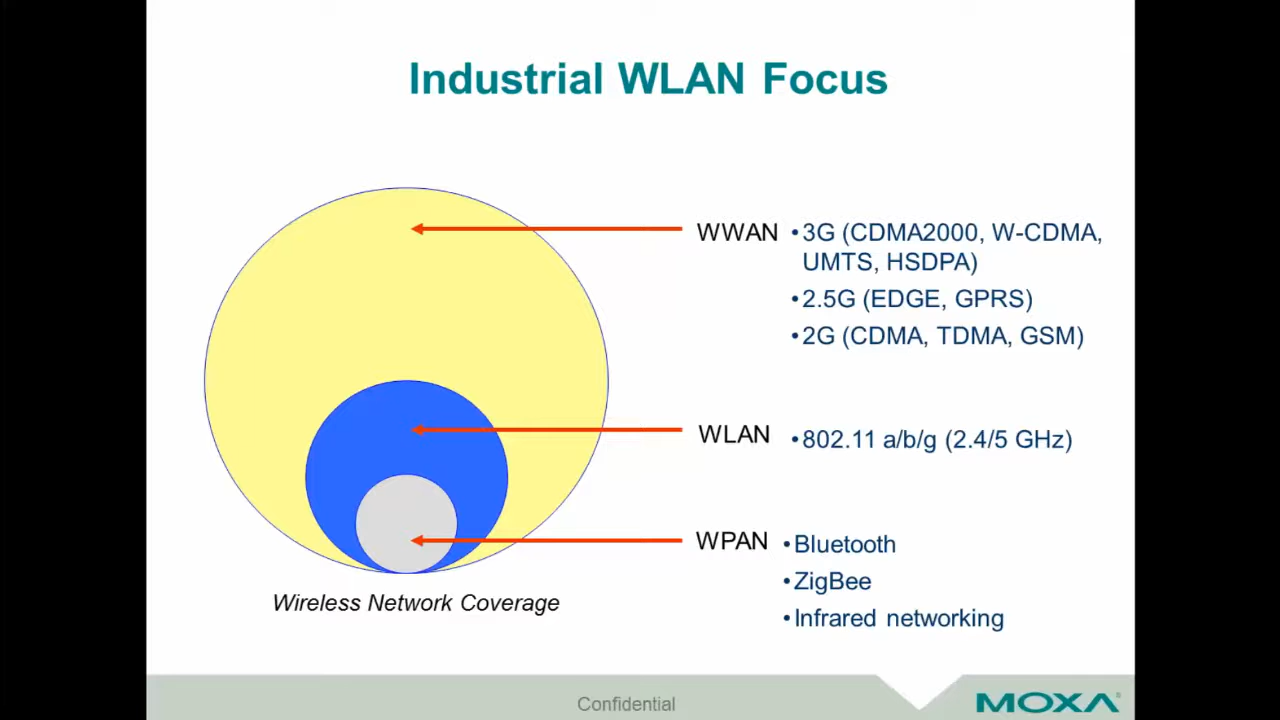 Industrial WLAN Focus
WWAN
•3G (CDMA2000, W-CDMA,
UMTS, HSDPA)
•2.5G (EDGE, GPRS)
•2G (CDMA, TDMA, GSM)
WLAN
•802.11 a/b/g (2.4/5 GHz)
WPAN
•Bluetooth
•ZigBee
•Infrared networking
Wireless Network Coverage
Confidential
MOXA®